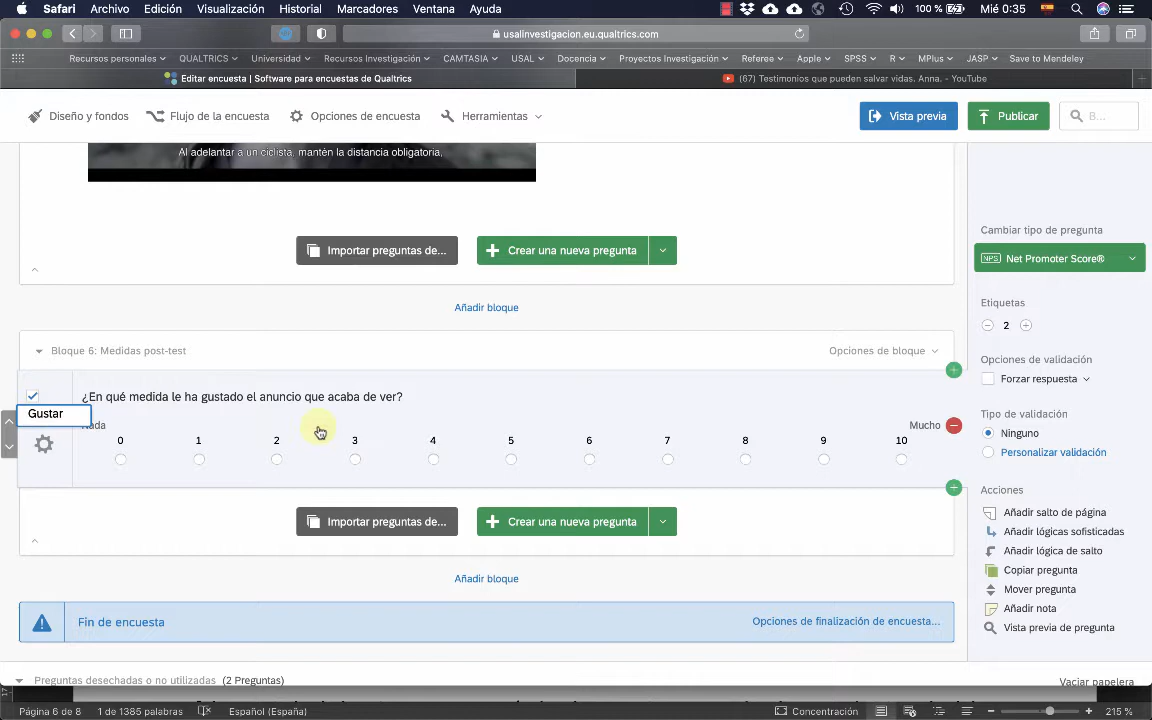 Safari Archivo Edición Visualización Historial Marcadores Ventana Ayuda 100 % Mié 0:35
usalinvestigacion.eu.qualtrics.com
Recursos personales QUALTRICS Universidad Recursos Investigación CAMTASIA USAL Docencia Proyectos Investigación Referee Apple SPSS R MPlus JASP Save to Mendeley
Editar encuesta | Software para encuestas de Qualtrics (67) Testimonios que pueden salvar vidas. Anna. - YouTube
Diseño y fondos Flujo de la encuesta Opciones de encuesta Herramientas Vista previa Publicar B...
Al adelantar a un ciclista, mantén la distancia obligatoria,
Importar preguntas de... Crear una nueva pregunta
Añadir bloque
Bloque 6: Medidas post-test Opciones de bloque
¿En qué medida le ha gustado el anuncio que acaba de ver?
Gustar
Nada Mucho
0 1 2 3 4 5 6 7 8 9 10
Importar preguntas de... Crear una nueva pregunta
Añadir bloque
Fin de encuesta Opciones de finalización de encuesta...
Preguntas desechadas o no utilizadas (2 Preguntas) Vaciar papelera
Cambiar tipo de pregunta
NPS Net Promoter Score®
Etiquetas
2
Opciones de validación
Forzar respuesta
Tipo de validación
Ninguno
Personalizar validación
Acciones
Añadir salto de página
Añadir lógicas sofisticadas
Añadir lógica de salto
Copiar pregunta
Mover pregunta
Añadir nota
Vista previa de pregunta
17
Página 6 de 8 1 de 1385 palabras Español (España) Concentración 215 %